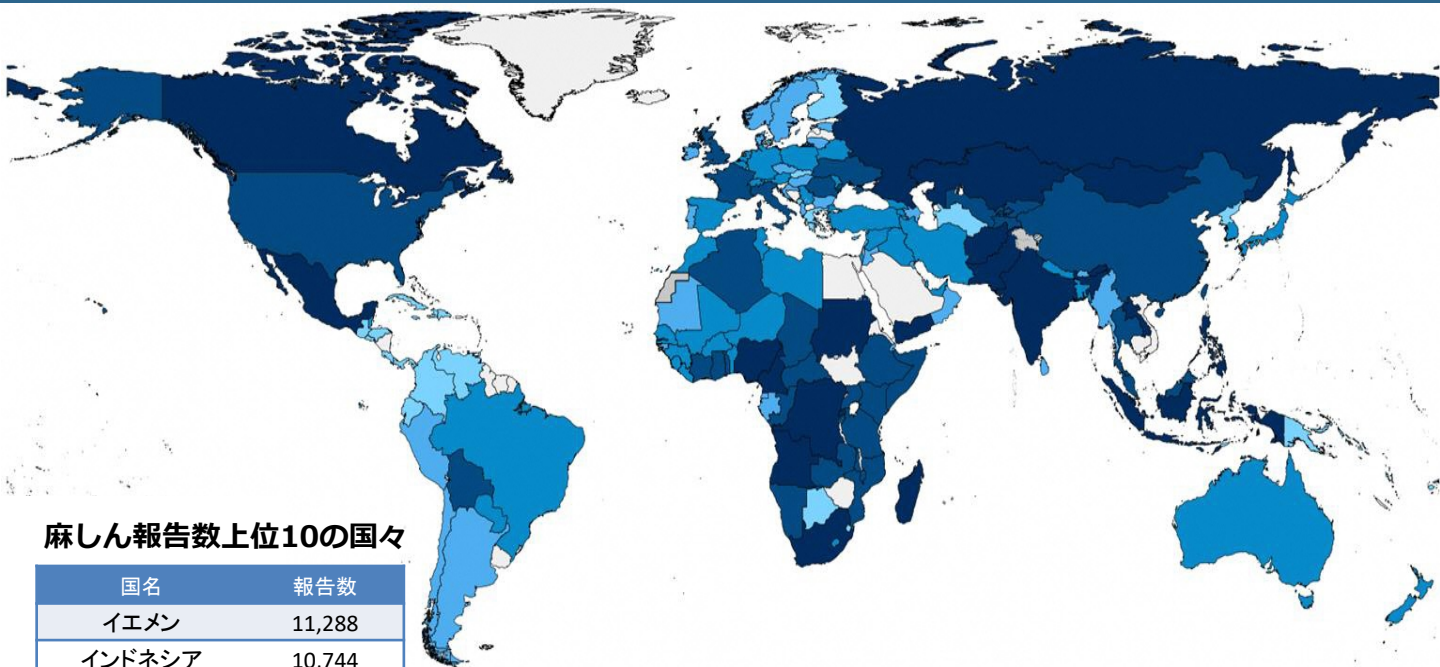 麻しん報告数上位10の国々
国名 報告数
イエメン 11,288
インドネシア 10,744